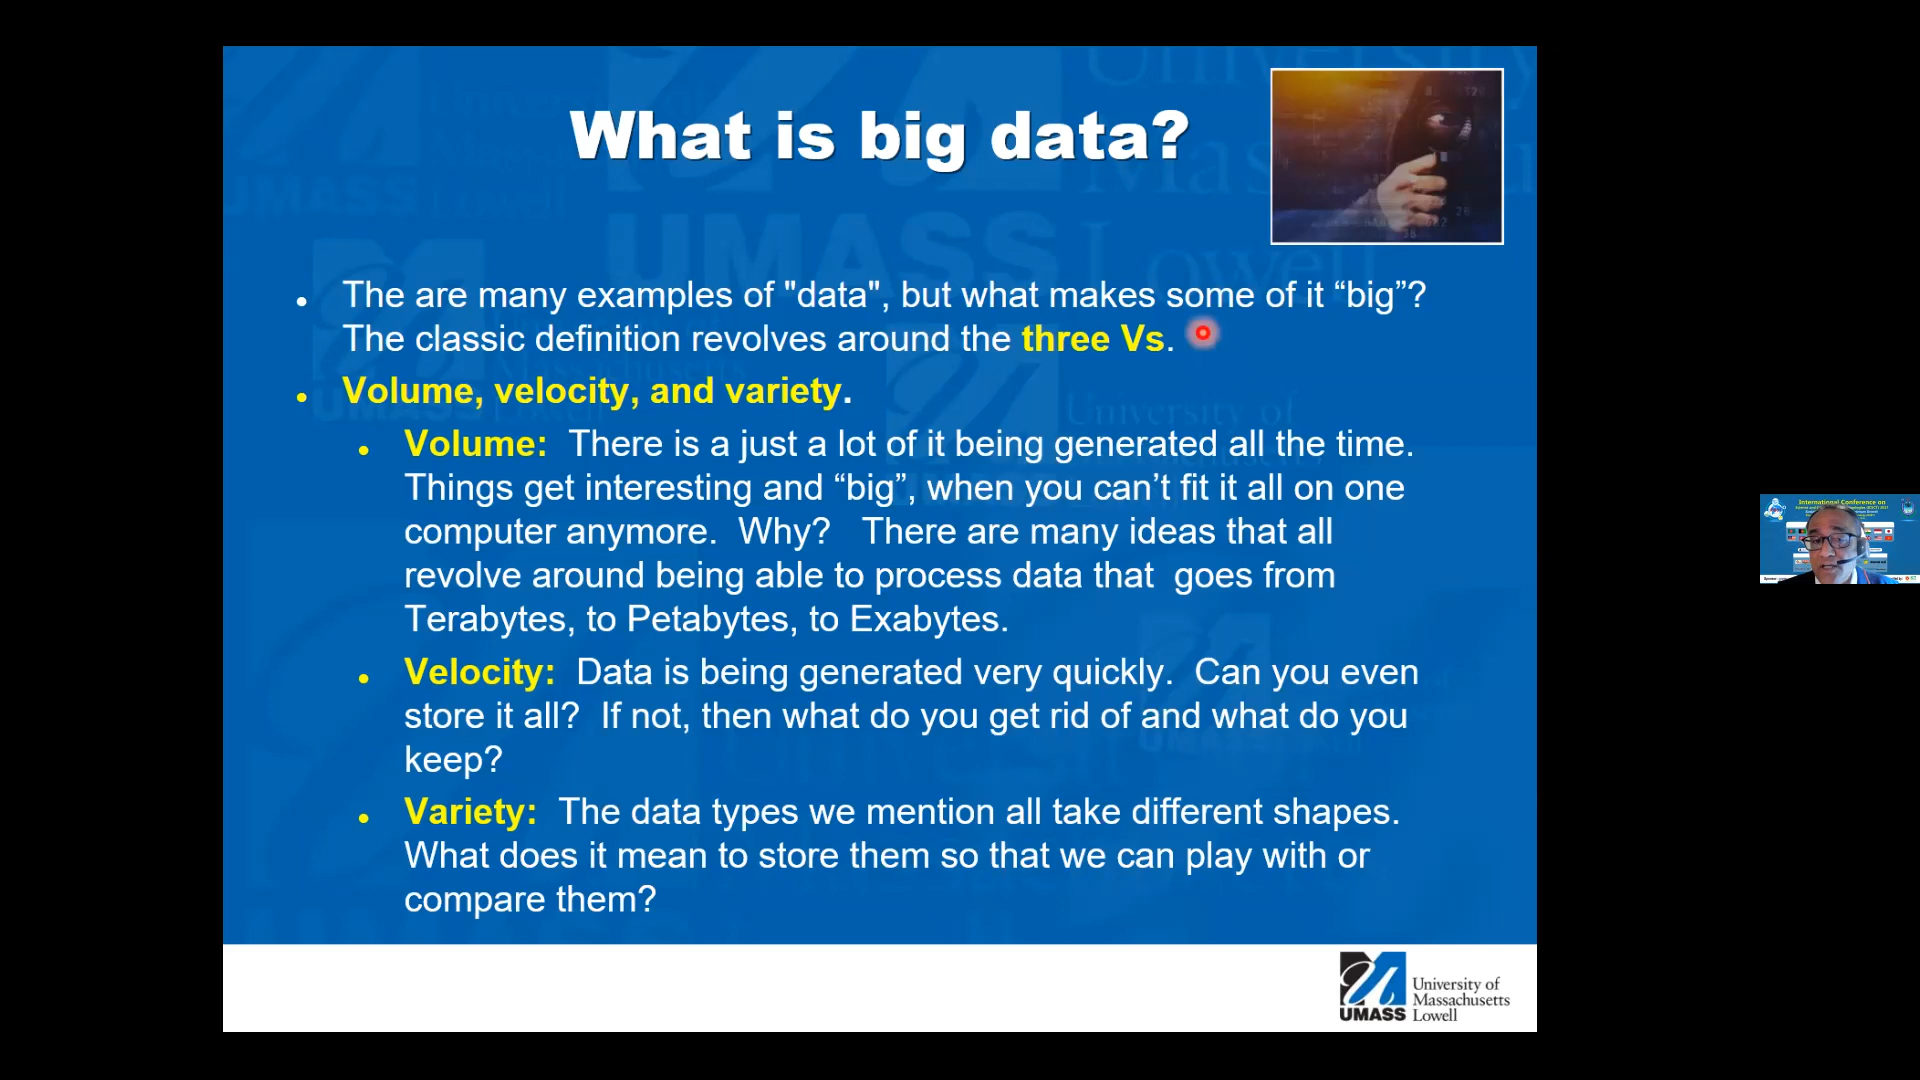 What is big data?
The are many examples of "data", but what makes some of it “big”?
The classic definition revolves around the three Vs.
Volume, velocity, and variety.
Volume: There is a just a lot of it being generated all the time.
Things get interesting and “big”, when you can’t fit it all on one
computer anymore. Why? There are many ideas that all
revolve around being able to process data that goes from
Terabytes, to Petabytes, to Exabytes.
Velocity: Data is being generated very quickly. Can you even
store it all? If not, then what do you get rid of and what do you
keep?
Variety: The data types we mention all take different shapes.
What does it mean to store them so that we can play with or
compare them?
UMASS
University of
Massachusetts
Lowell
International Conference on